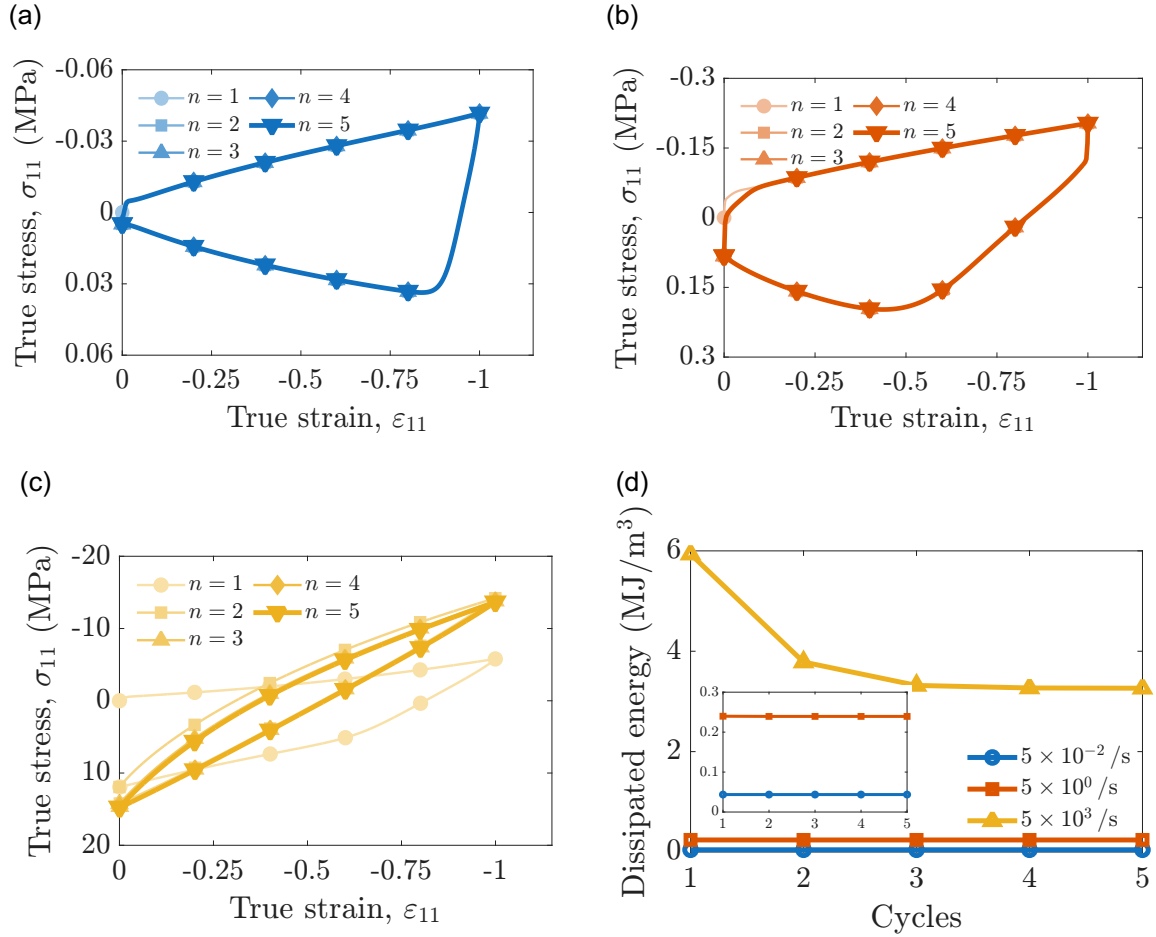 (a)
True stress, σ11 (MPa)
-0.06
-0.03
0
0.03
0.06
n = 1
n = 2
n = 3
n = 4
n = 5
0
-0.25
-0.5
-0.75
-1
True strain, ε11
(b)
True stress, σ11 (MPa)
-0.3
-0.15
0
0.15
0.3
n = 1
n = 2
n = 3
n = 4
n = 5
0
-0.25
-0.5
-0.75
-1
True strain, ε11
(c)
True stress, σ11 (MPa)
-20
-10
0
10
20
n = 1
n = 2
n = 3
n = 4
n = 5
0
-0.25
-0.5
-0.75
-1
True strain, ε11
(d)
Dissipated energy (MJ/m³)
6
4
2
0
0.3
0.2
0.1
0
1 2 3 4 5
5 × 10⁻² /s
5 × 10⁰ /s
5 × 10³ /s
1 2 3 4 5
Cycles